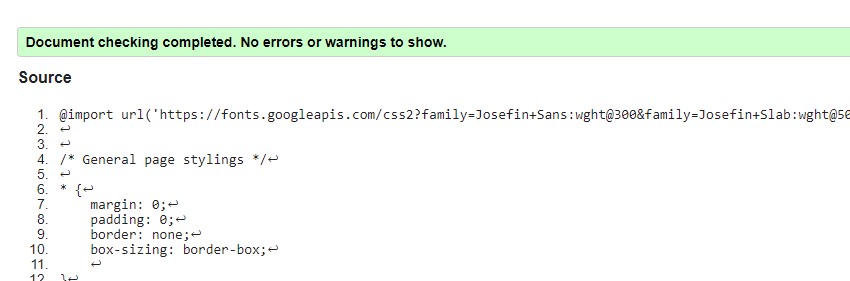 Document checking completed. No errors or warnings to show.
Source
1. @import url('https://fonts.googleapis.com/css2?family=Josefin+Sans:wght@300&family=Josefin+Slab:wght@50
2. ↩
3. ↩
4. /* General page stylings */↩
5. ↩
6. * {↩
7. margin: 0;↩
8. padding: 0;↩
9. border: none;↩
10. box-sizing: border-box;↩
11. ↩
12. }↩